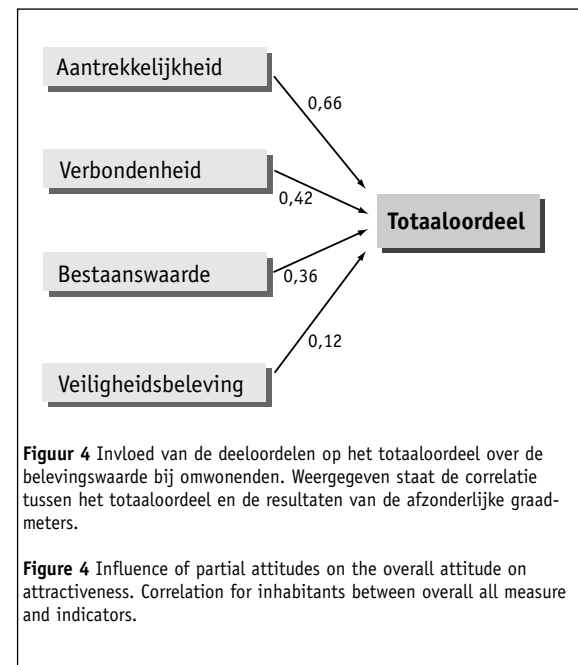 Aantrekkelijkheid
0,66
Verbondenheid
0,42
Totaaloordeel
Bestaanswaarde
0,36
0,12
Veiligheidsbeleving
Figuur 4 Invloed van de deeloordelen op het totaaloordeel over de
belevingswaarde bij omwonenden. Weergegeven staat de correlatie
tussen het totaaloordeel en de resultaten van de afzonderlijke graad-
meters.
Figure 4 Influence of partial attitudes on the overall attitude on
attractiveness. Correlation for inhabitants between overall all measure
and indicators.